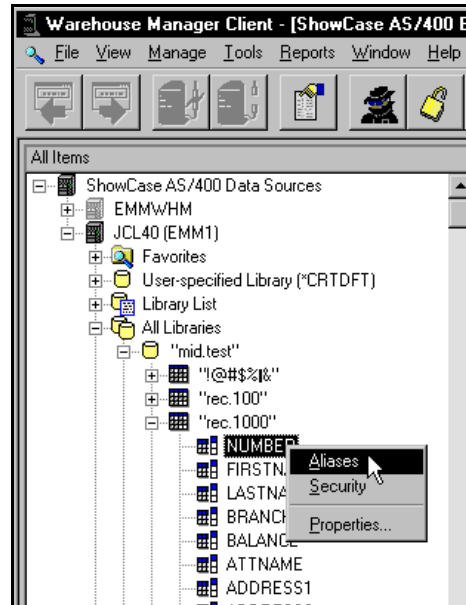 Warehouse Manager Client - [ShowCase AS/400
File View Manage Tools Reports Window Help
All Items
ShowCase AS/400 Data Sources
EMMWHM
JCL40 (EMM1)
Favorites
User-specified Library (*CRTDFT)
Library List
All Libraries
"mid.test"
"!@#$%&"
"rec.100"
"rec.1000"
NUMBER
Aliases
FIRSTNA
Security
LASTNA
BRANCH
Properties...
BALANCE
ATTNAME
ADDRESS1